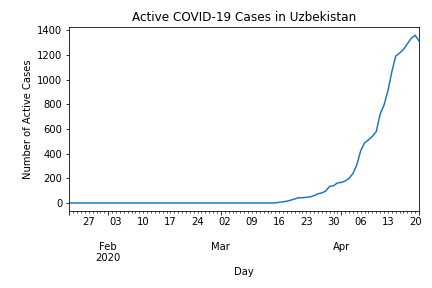 Active COVID-19 Cases in Uzbekistan
1400
1200
1000
800
600
400
200
0
Number of Active Cases
27 03 10 17 24 02 09 16 23 30 06 13 20
Feb Mar Apr
2020
Day